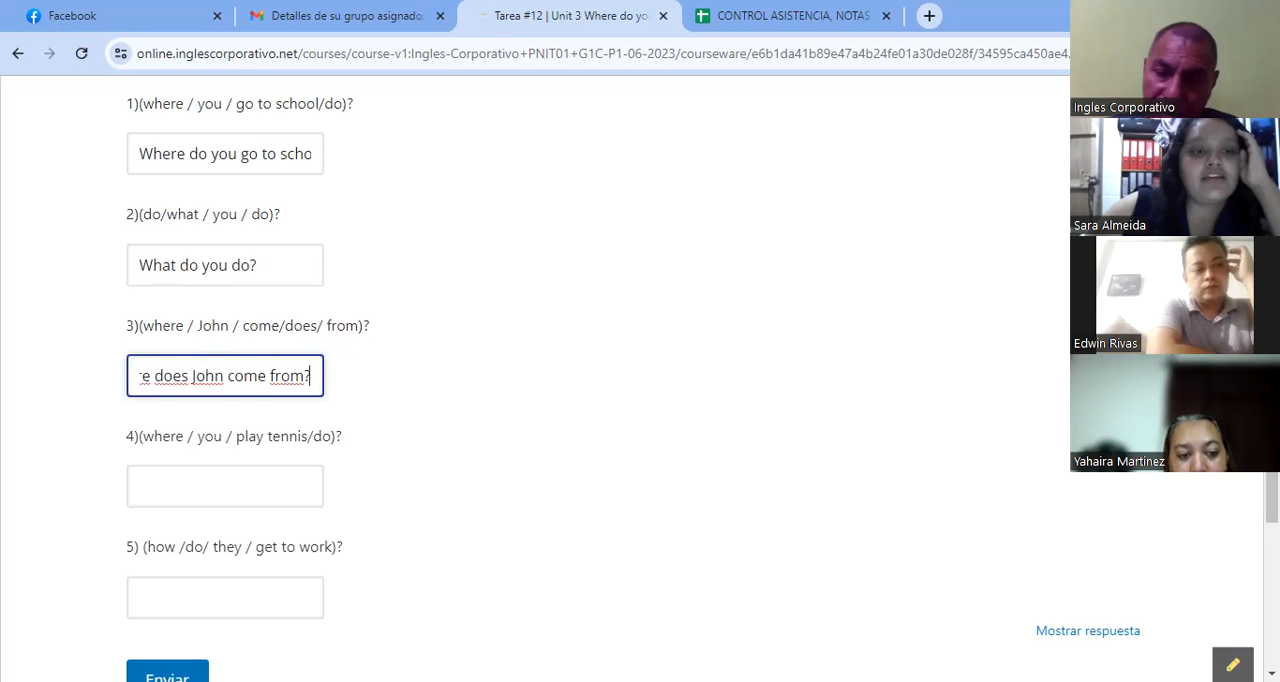 Facebook
Detalles de su grupo asignado
Tarea #12 | Unit 3 Where do yo
CONTROL ASISTENCIA, NOTAS
online.inglescorporativo.net/courses/course-v1:Ingles-Corporativo+PNIT01+G1C-P1-06-2023/courseware/e6b1da41b89e47a4b24fe01a30de028f/34595ca450ae4
1)(where / you / go to school/do)?
Where do you go to scho
2)(do/what / you / do)?
What do you do?
3)(where / John / come/does/ from)?
re does John come from?
4)(where / you / play tennis/do)?
5) (how /do/ they / get to work)?
Mostrar respuesta
Enviar
Ingles Corporativo
Sara Almeida
Edwin Rivas
Yahaira Martinez